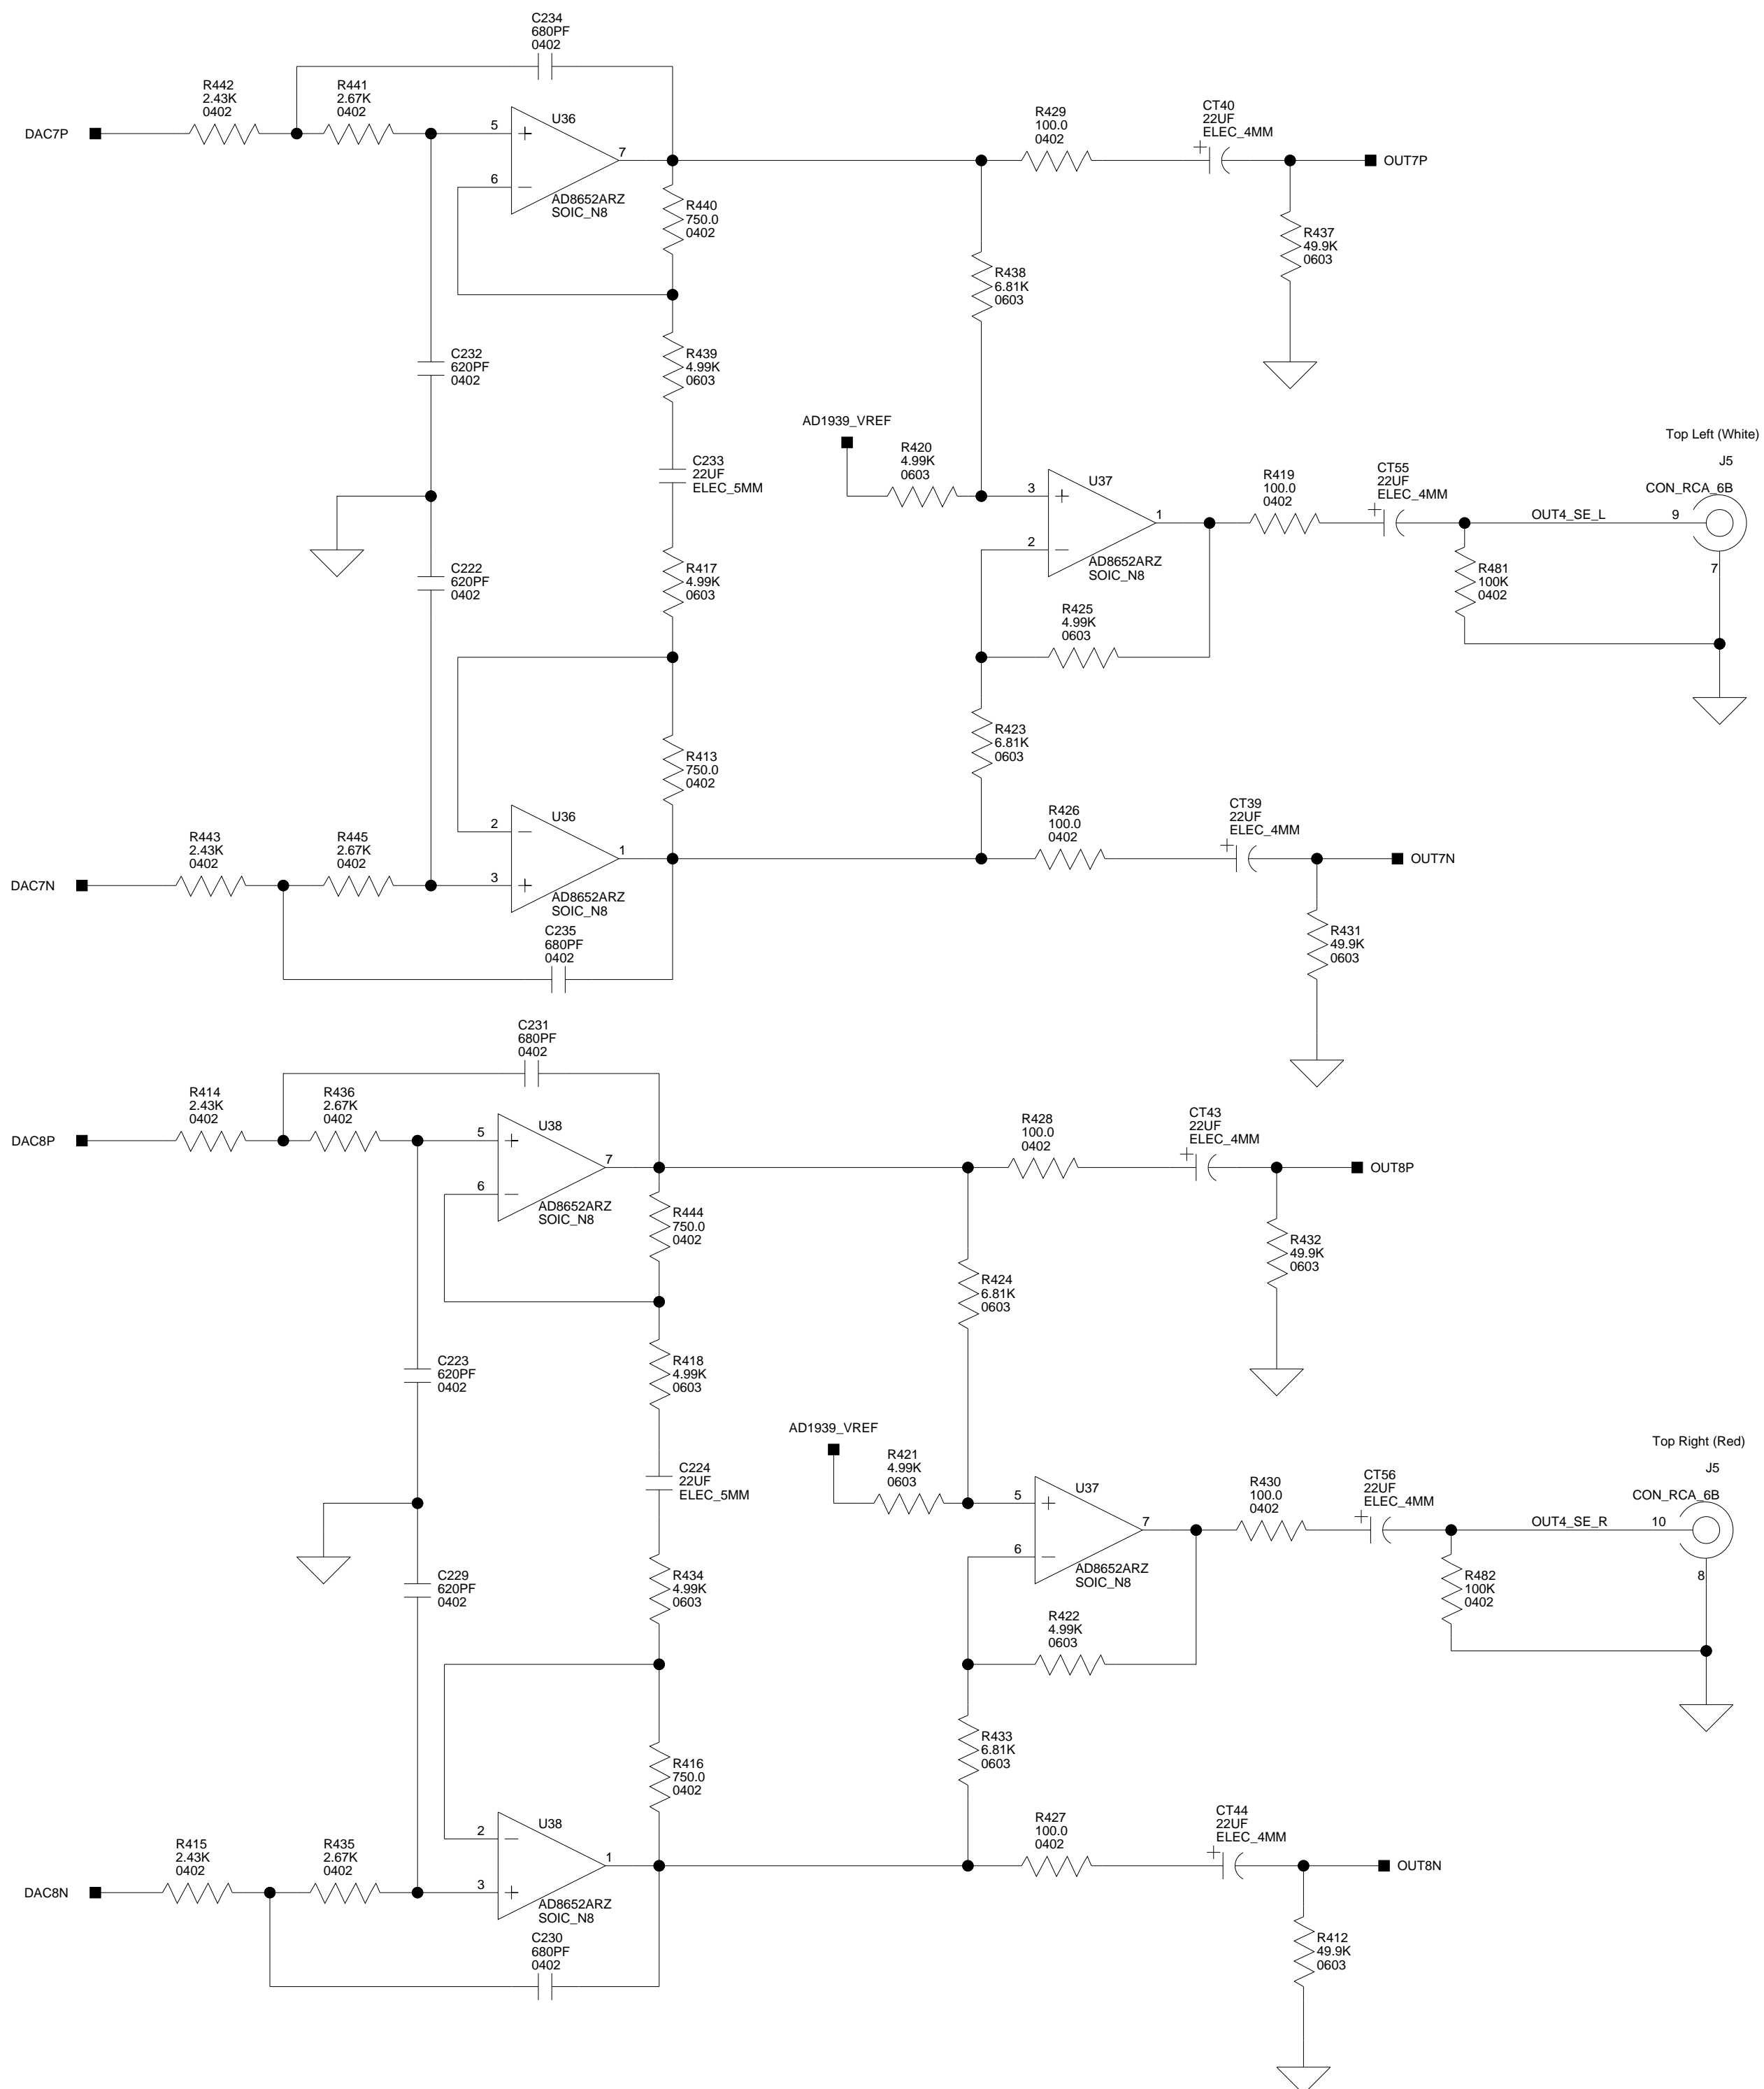 C234
680PF
0402
R442
2.43K
0402
R441
2.67K
0402
DAC7P
5
6
7
U36
AD8652ARZ
SOIC_N8
R440
750.0
0402
R429
100.0
0402
CT40
22UF
ELEC_4MM
OUT7P
R437
49.9K
0603
R438
6.81K
0603
C232
620PF
0402
R439
4.99K
0603
AD1939_VREF
R420
4.99K
0603
C233
22UF
ELEC_5MM
3
2
1
U37
AD8652ARZ
SOIC_N8
R419
100.0
0402
CT55
22UF
ELEC_4MM
Top Left (White)
J5
CON_RCA_6B
OUT4_SE_L
9
7
R481
100K
0402
C222
620PF
0402
R417
4.99K
0603
R425
4.99K
0603
R423
6.81K
0603
R413
750.0
0402
R443
2.43K
0402
R445
2.67K
0402
DAC7N
2
3
1
U36
AD8652ARZ
SOIC_N8
C235
680PF
0402
R426
100.0
0402
CT39
22UF
ELEC_4MM
OUT7N
R431
49.9K
0603
C231
680PF
0402
R414
2.43K
0402
R436
2.67K
0402
DAC8P
5
6
7
U38
AD8652ARZ
SOIC_N8
R444
750.0
0402
R428
100.0
0402
CT43
22UF
ELEC_4MM
OUT8P
R432
49.9K
0603
R424
6.81K
0603
C223
620PF
0402
R418
4.99K
0603
AD1939_VREF
R421
4.99K
0603
C224
22UF
ELEC_5MM
5
6
7
U37
AD8652ARZ
SOIC_N8
R430
100.0
0402
CT56
22UF
ELEC_4MM
Top Right (Red)
J5
CON_RCA_6B
OUT4_SE_R
10
8
R482
100K
0402
C229
620PF
0402
R434
4.99K
0603
R422
4.99K
0603
R433
6.81K
0603
R416
750.0
0402
R415
2.43K
0402
R435
2.67K
0402
DAC8N
2
3
1
U38
AD8652ARZ
SOIC_N8
C230
680PF
0402
R427
100.0
0402
CT44
22UF
ELEC_4MM
OUT8N
R412
49.9K
0603